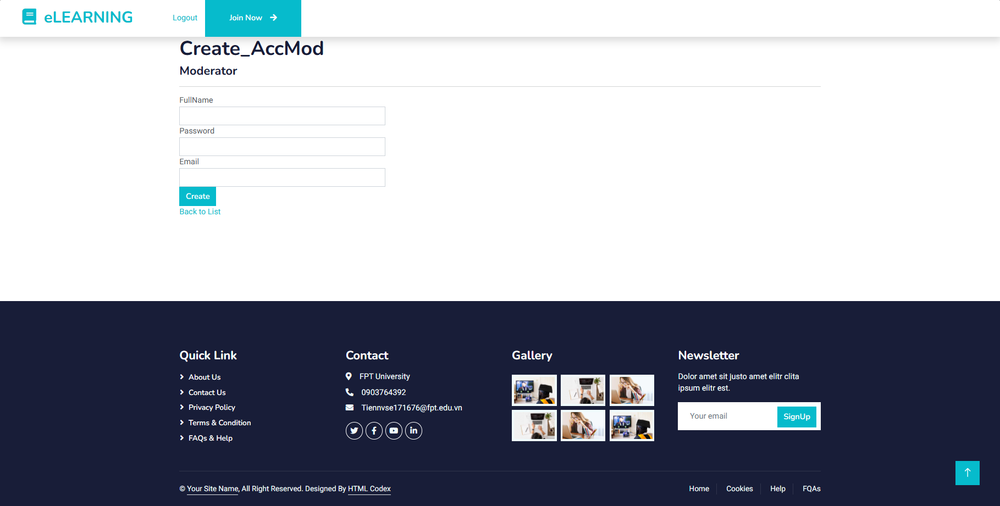 eLEARNING
Logout
Join Now
Create_AccMod
Moderator
FullName
Password
Email
Create
Back to List
Quick Link
About Us
Contact Us
Privacy Policy
Terms & Condition
FAQs & Help
Contact
FPT University
0903764392
Tiennvse171676@fpt.edu.vn
Gallery
Newsletter
Dolor amet sit justo amet elitr clita
ipsum elitr est.
Your email
SignUp
© Your Site Name, All Right Reserved. Designed By HTML Codex
Home
Cookies
Help
FQAs